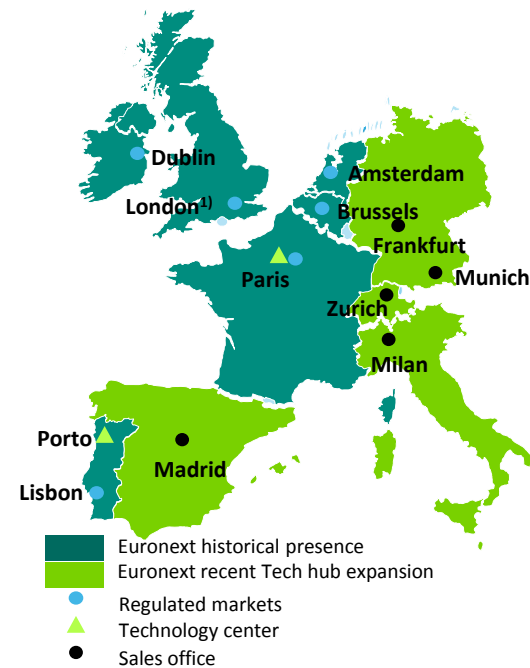 Dublin
Amsterdam
London¹⁾
Brussels
Frankfurt
Paris
Munich
Zurich
Milan
Porto
Madrid
Lisbon
Euronext historical presence
Euronext recent Tech hub expansion
Regulated markets
Technology center
Sales office